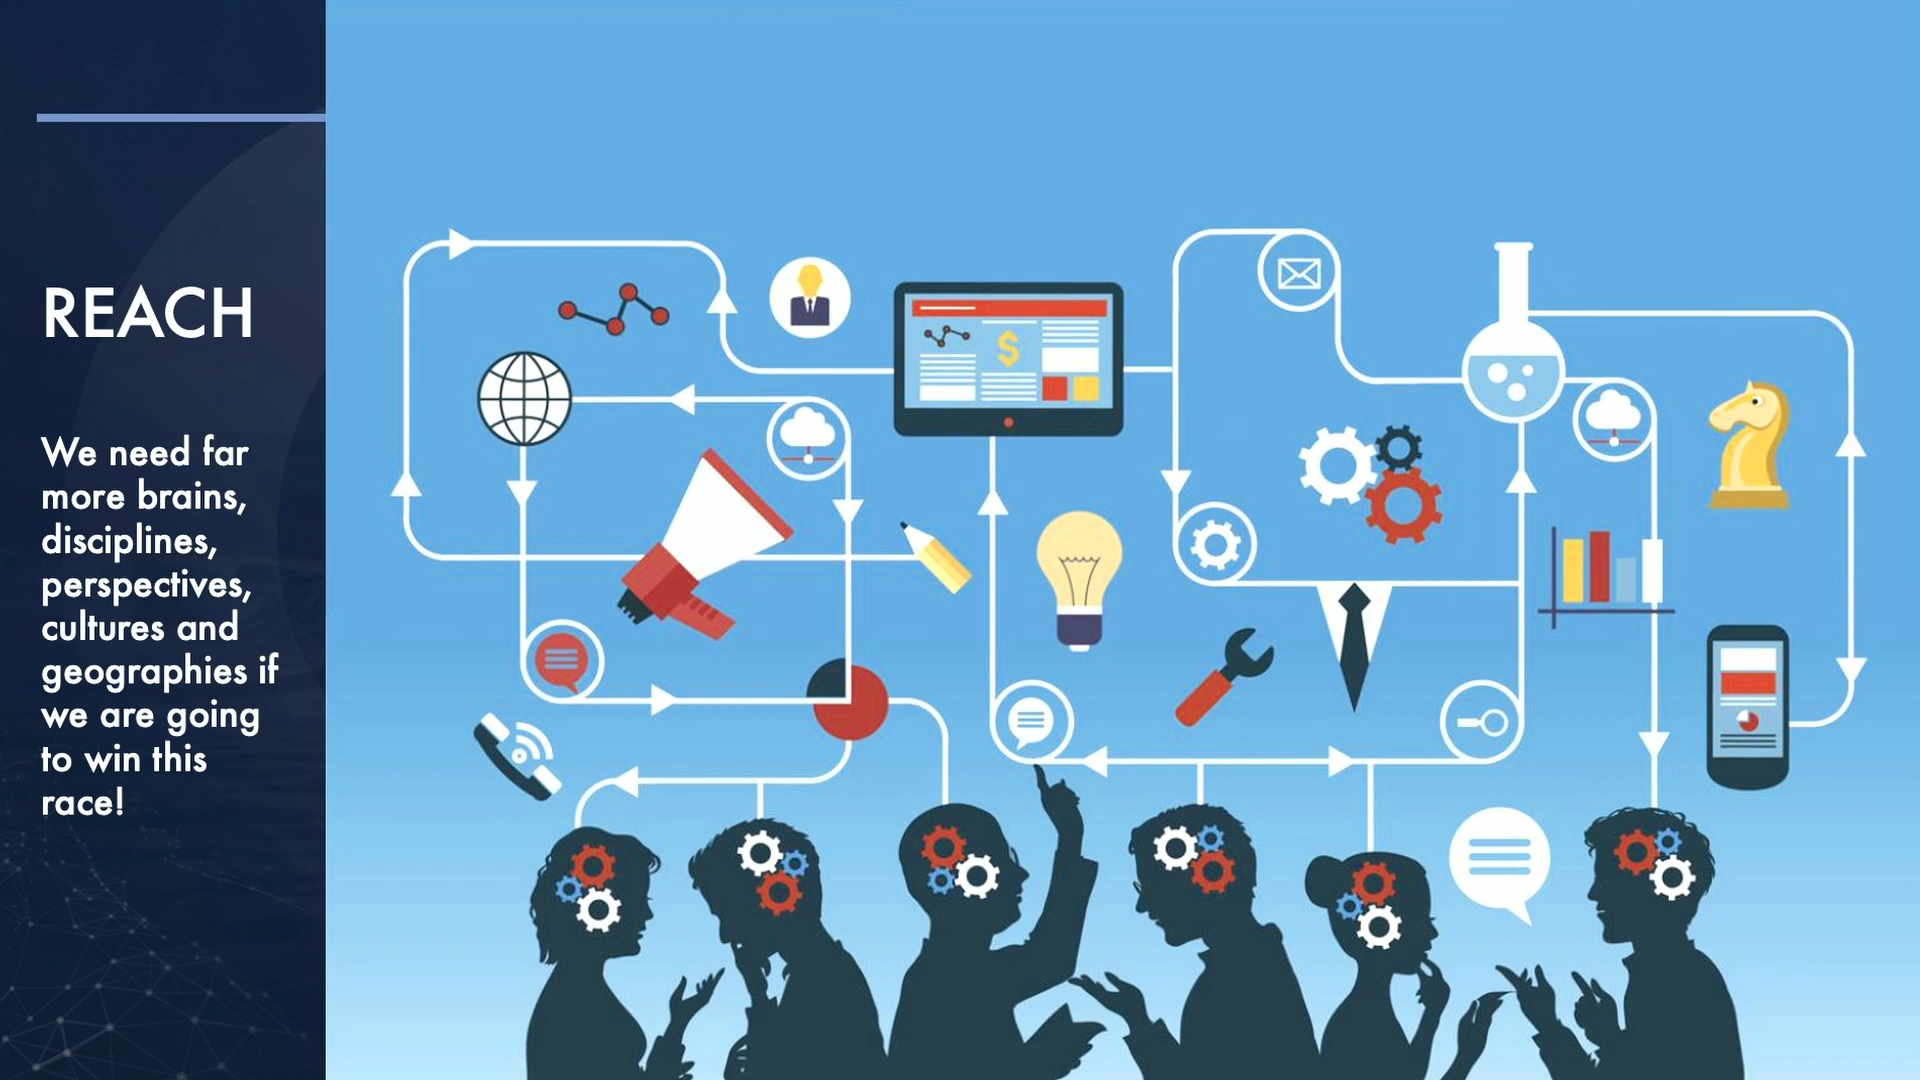 REACH
We need far
more brains,
disciplines,
perspectives,
cultures and
geographies if
we are going
to win this
race!
$